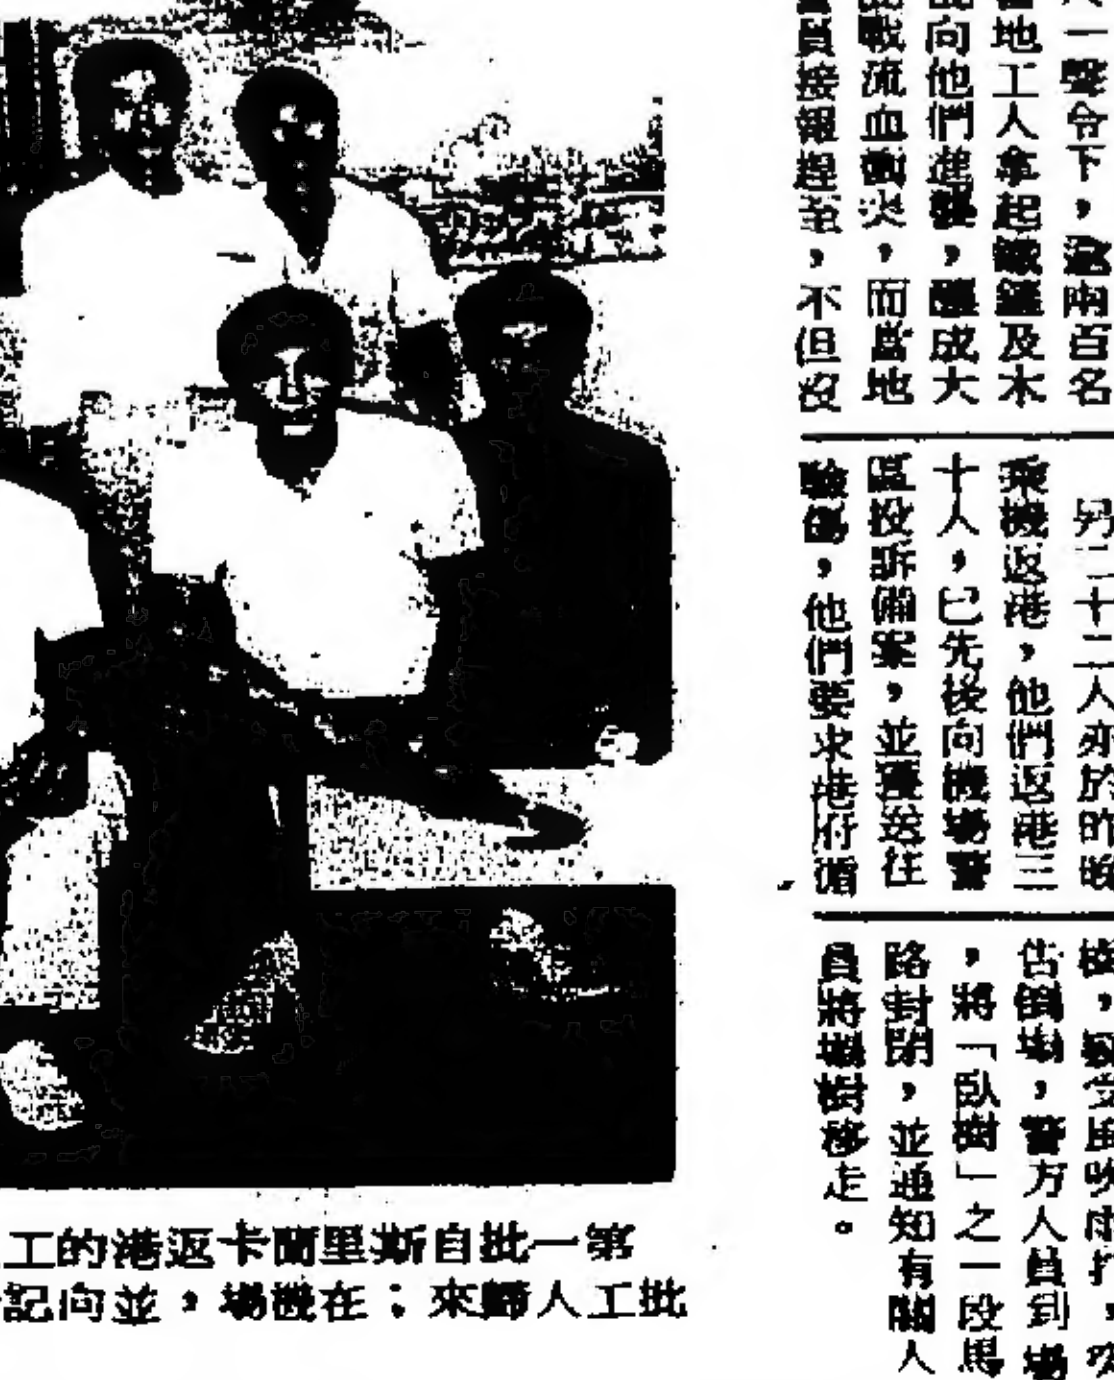 一聲令下，兩百名
地工人拿起鐵鏟及木
向他們進襲，釀成大
戰流血衝突，而當地
員接報趕至，不但沒
另二十二人亦於昨晚
乘機返港，他們返港三
十人，已先後向機場警
區投訴備案，並獲送往
驗傷，他們要求港府循
風吹雨打，
告倒塌，警方人員到場
，將「臥樹」之一段馬
路封閉，並通知有關人
員將塌樹移走。
第一批自斯里蘭卡返港的工
批工人歸來；在機場，並向記